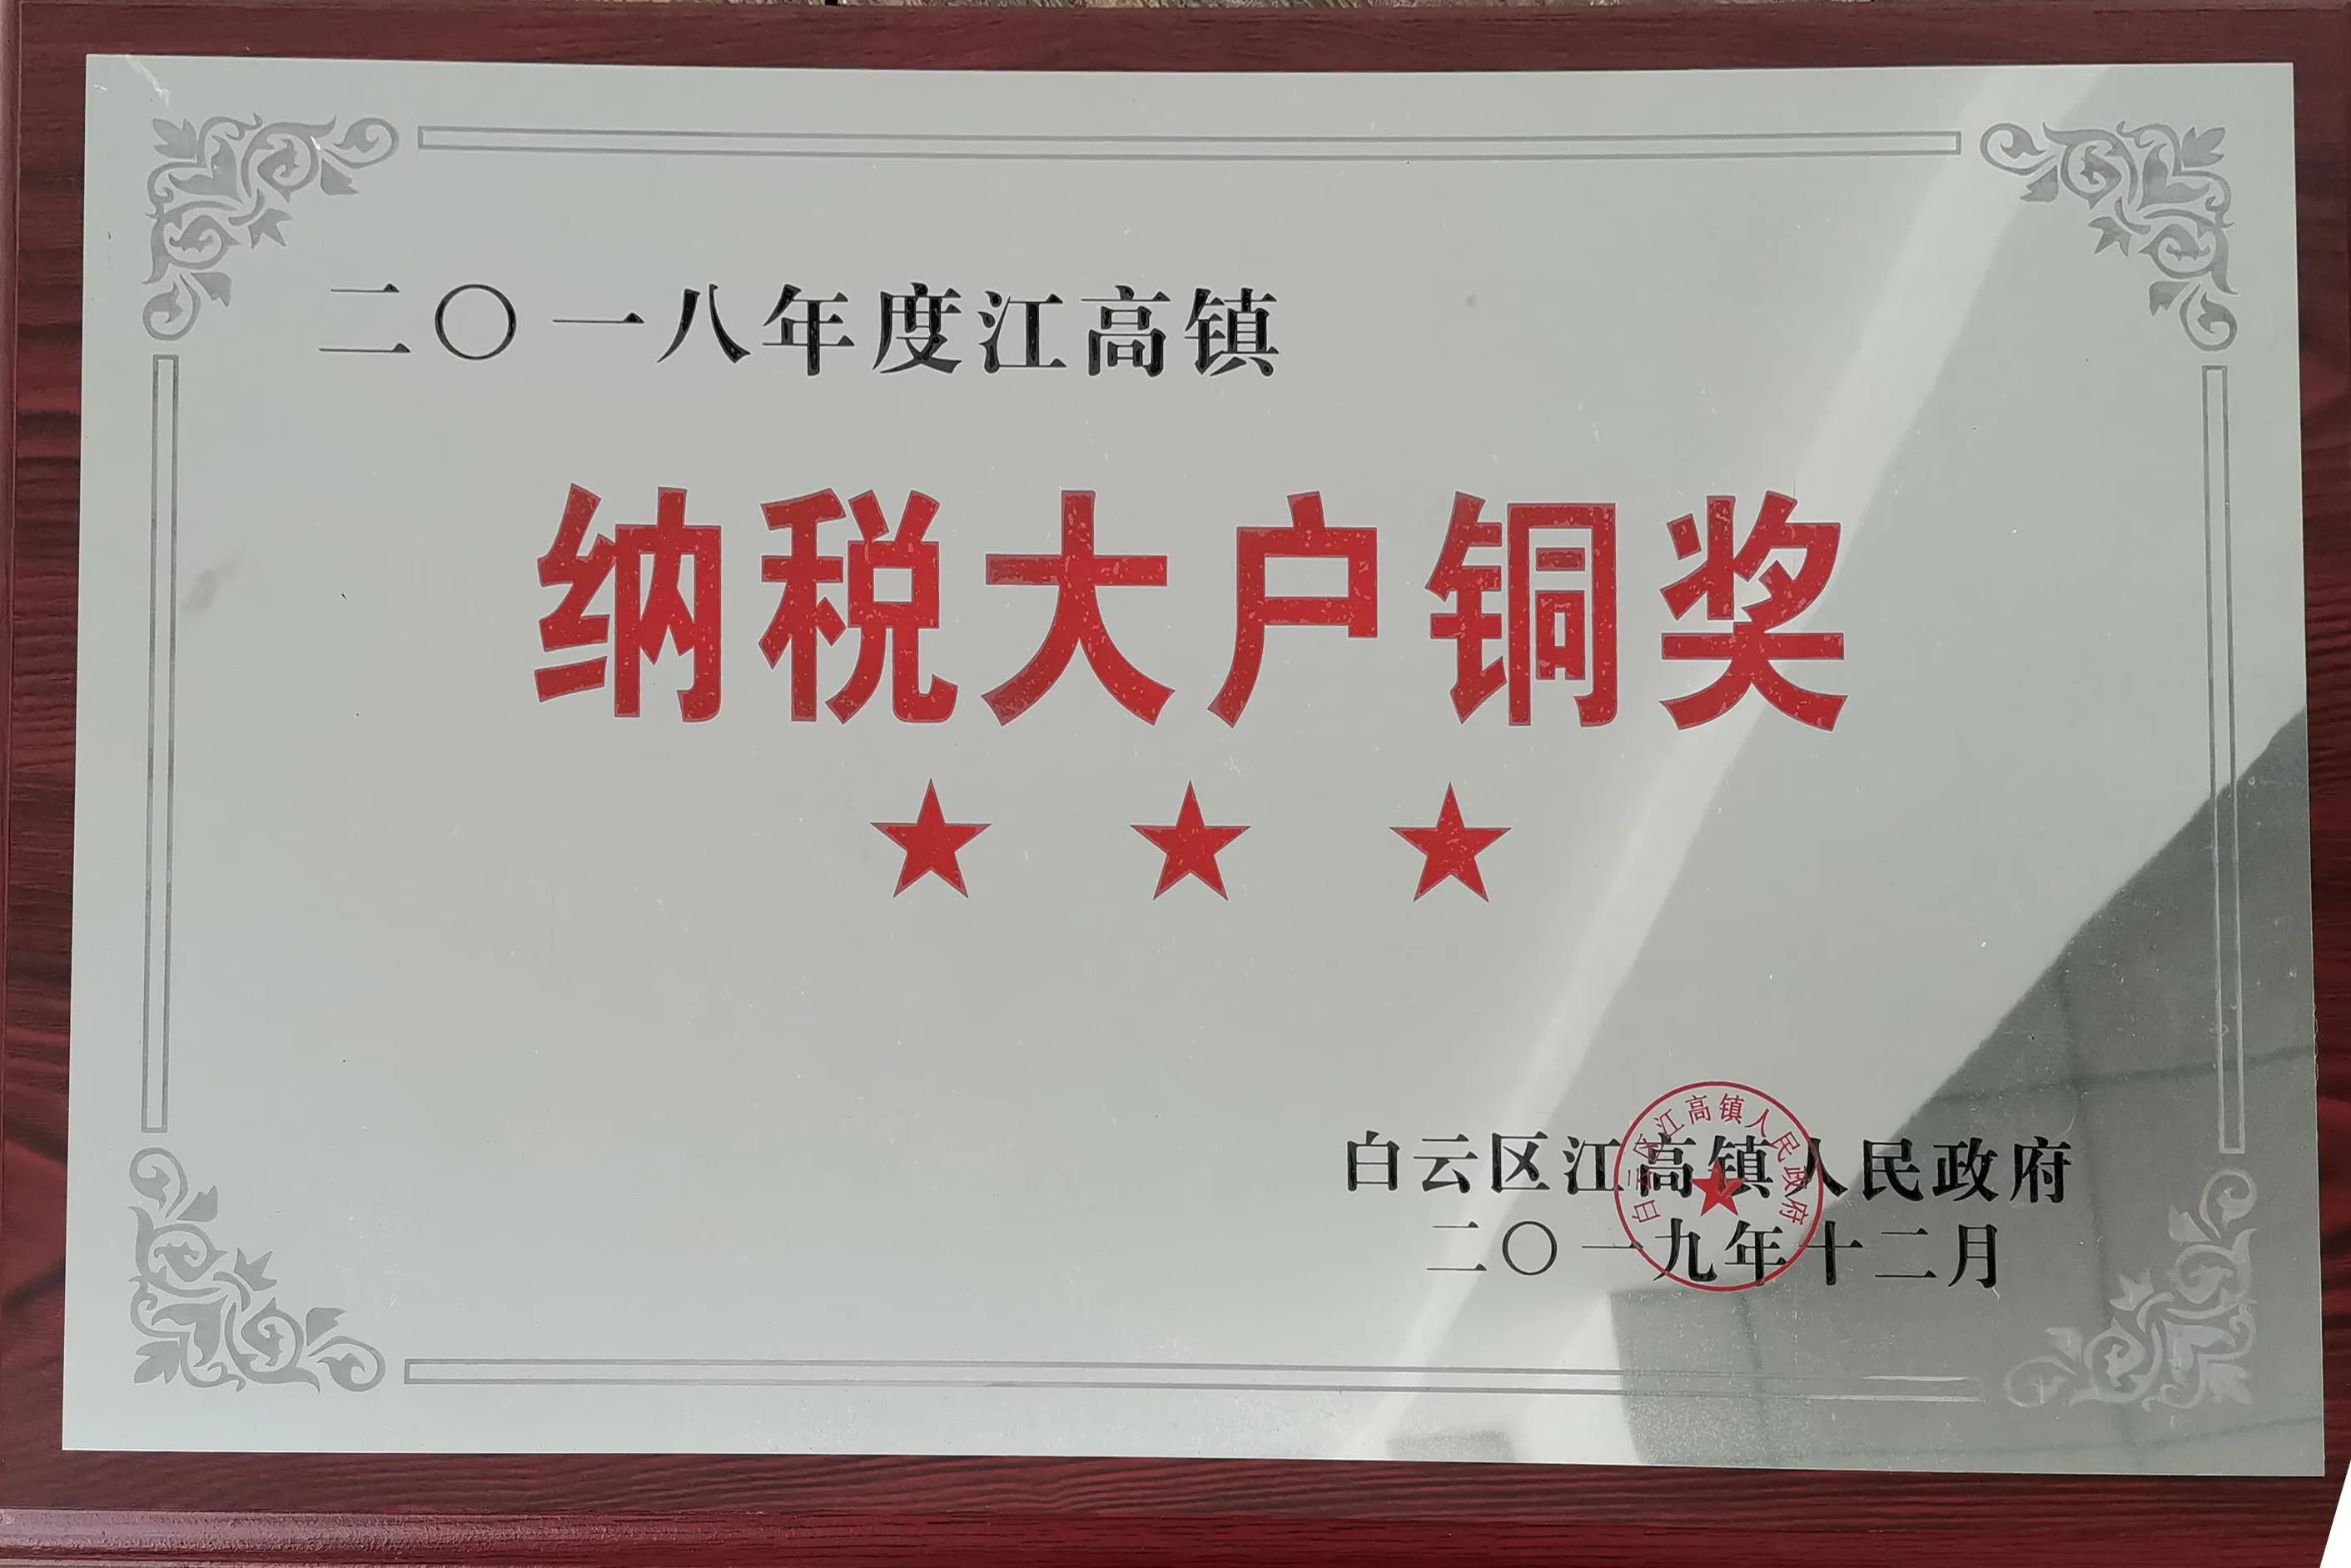 二〇一八年度江高镇
纳税大户铜奖
白云区江高镇人民政府
二〇一九年十二月
白云区江高镇人民政府